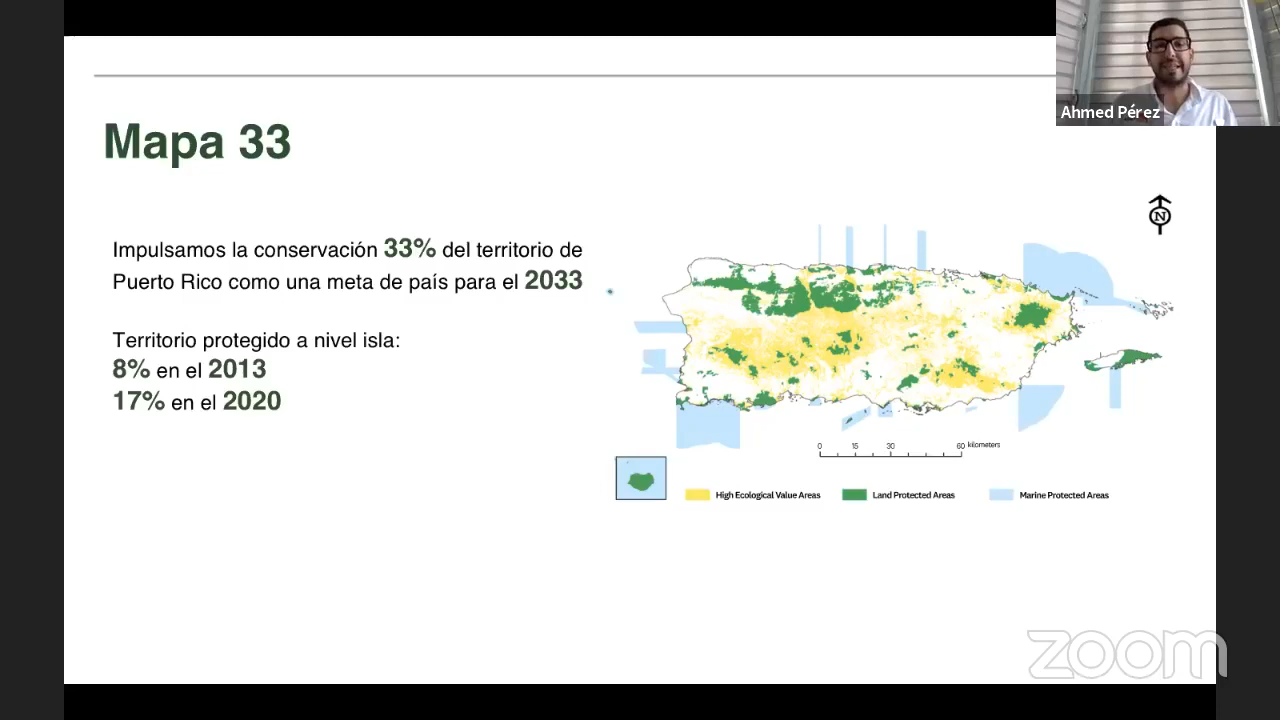 Ahmed Pérez
Mapa 33
Impulsamos la conservación 33% del territorio de
Puerto Rico como una meta de país para el 2033
Territorio protegido a nivel isla:
8% en el 2013
17% en el 2020
N
0 15 30 60 kilometers
High Ecological Value Areas Land Protected Areas Marine Protected Areas
zoom